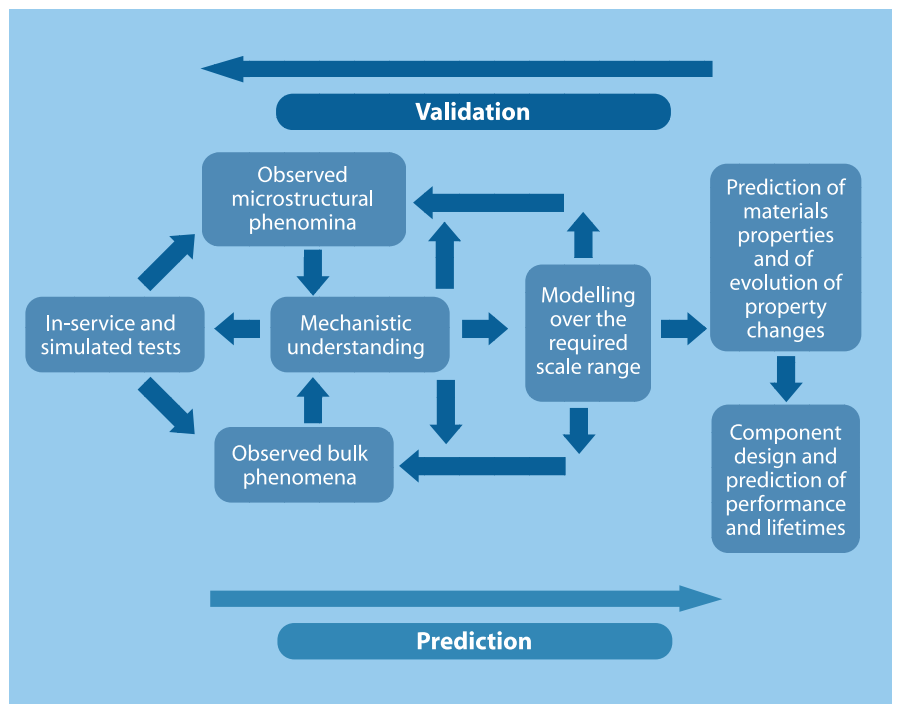 Validation
Observed
microstructural
phenomina
Prediction of
materials
properties
and of
evolution of
property
changes
In-service and
simulated tests
Mechanistic
understanding
Modelling
over the
required
scale range
Observed bulk
phenomena
Component
design and
prediction of
performance
and lifetimes
Prediction